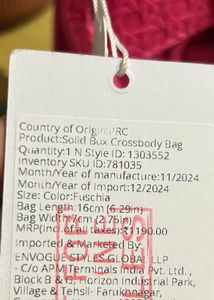 Country of Origin:PRC
Product:Solid Box Crossbody Bag
Quantity:1 N Style ID: 1303552
Inventory SKU ID:781035
Month/Year of manufacture:11/2024
Month/Year of import:12/2024
Size: Color:Fuschia
Bag Length:16cm (6.29in)
Bag Width:7cm (2.75in)
MRP(incl. all taxes):₹1190.00
Imported & Marketed By
ENVOGUE STYLES GLOBAL LLP
- C/o APM Terminals India Pvt. Ltd.,
Block B & C, Horizon Industrial Park,
Village & Tehsil- Farukhnagar,